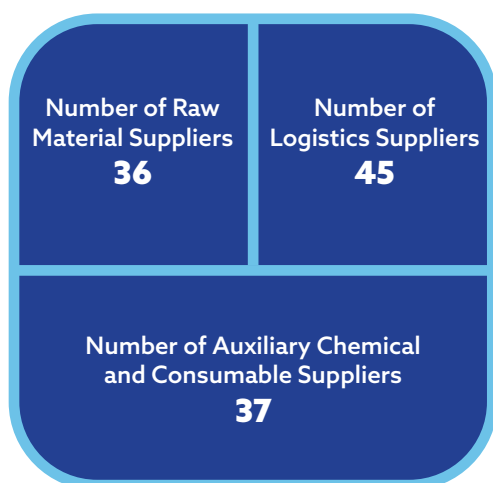 Number of Raw
Material Suppliers
36
Number of
Logistics Suppliers
45
Number of Auxiliary Chemical
and Consumable Suppliers
37